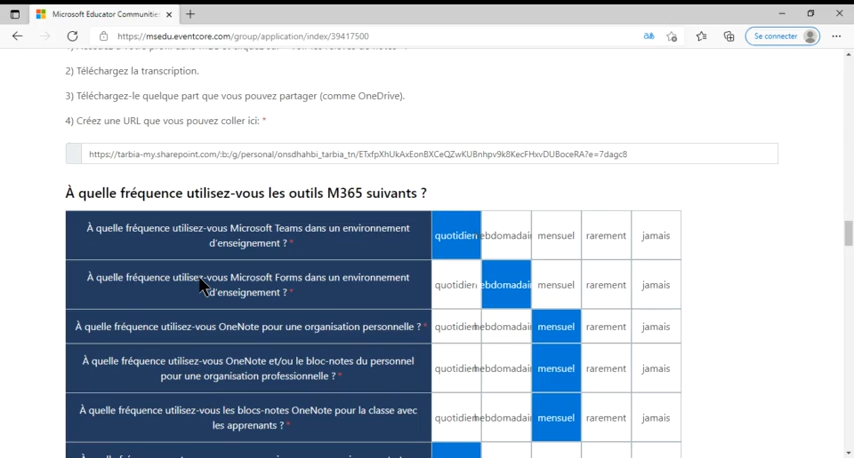 Microsoft Educator Communitie
https://msedu.eventcore.com/group/application/index/39417500
Se connecter
2) Téléchargez la transcription.
3) Téléchargez-le quelque part que vous pouvez partager (comme OneDrive).
4) Créez une URL que vous pouvez coller ici: *
https://tarbia-my.sharepoint.com/:b:/g/personal/onsdhahbi_tarbia_tn/ETxfpXhUkAxEonBXCeQZwKUBnhpv9k8KecFHxvDUBoceRA?e=7dagc8
À quelle fréquence utilisez-vous les outils M365 suivants ?
À quelle fréquence utilisez-vous Microsoft Teams dans un environnement
d'enseignement ? *
quotidien ebdomadair mensuel rarement jamais
À quelle fréquence utilisez-vous Microsoft Forms dans un environnement
d'enseignement ? *
quotidien ebdomadair mensuel rarement jamais
À quelle fréquence utilisez-vous OneNote pour une organisation personnelle ? *
quotidien hebdomadair mensuel rarement jamais
À quelle fréquence utilisez-vous OneNote et/ou le bloc-notes du personnel
pour une organisation professionnelle ? *
quotidien hebdomadair mensuel rarement jamais
À quelle fréquence utilisez-vous les blocs-notes OneNote pour la classe avec
les apprenants ? *
quotidien hebdomadair mensuel rarement jamais